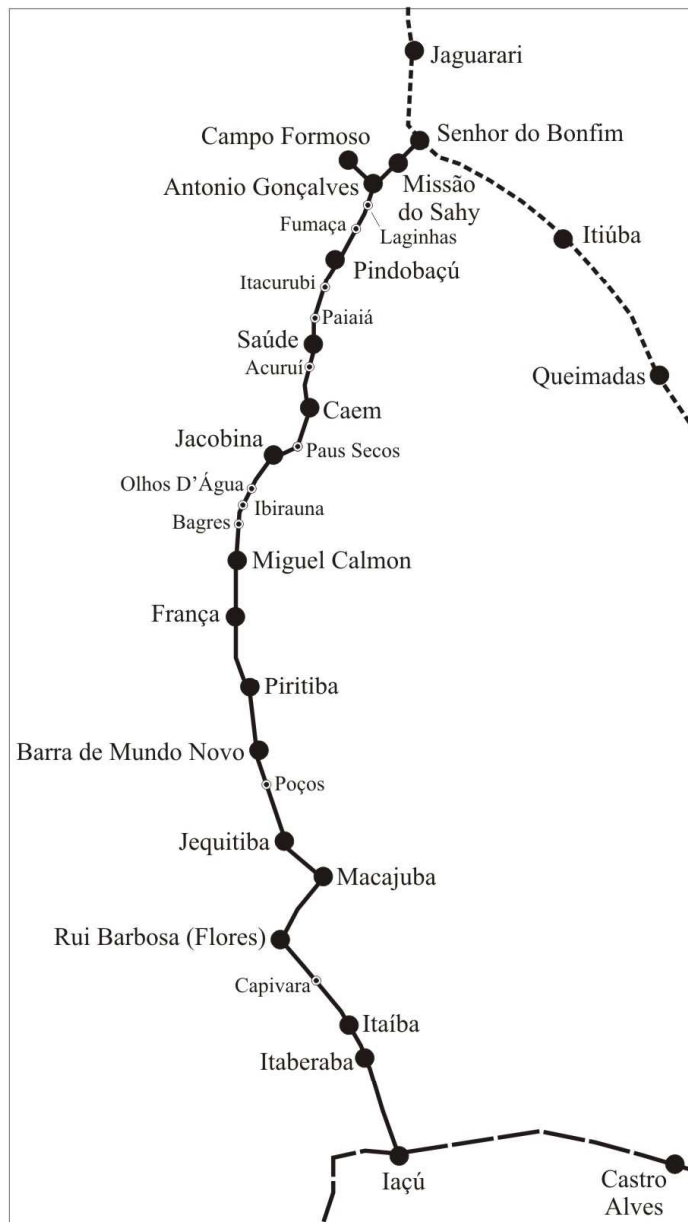 Jaguarari
Campo Formoso
Senhor do Bonfim
Antonio Gonçalves
Missão
do Sahy
Fumaça
Laginhas
Itiúba
Pindobaçú
Itacurubi
Paiaiá
Saúde
Acuruí
Queimadas
Caem
Jacobina
Paus Secos
Olhos D’Água
Ibirauna
Bagres
Miguel Calmon
França
Piritiba
Barra de Mundo Novo
Poços
Jequitiba
Macajuba
Rui Barbosa (Flores)
Capivara
Itaíba
Itaberaba
Iaçú
Castro
Alves